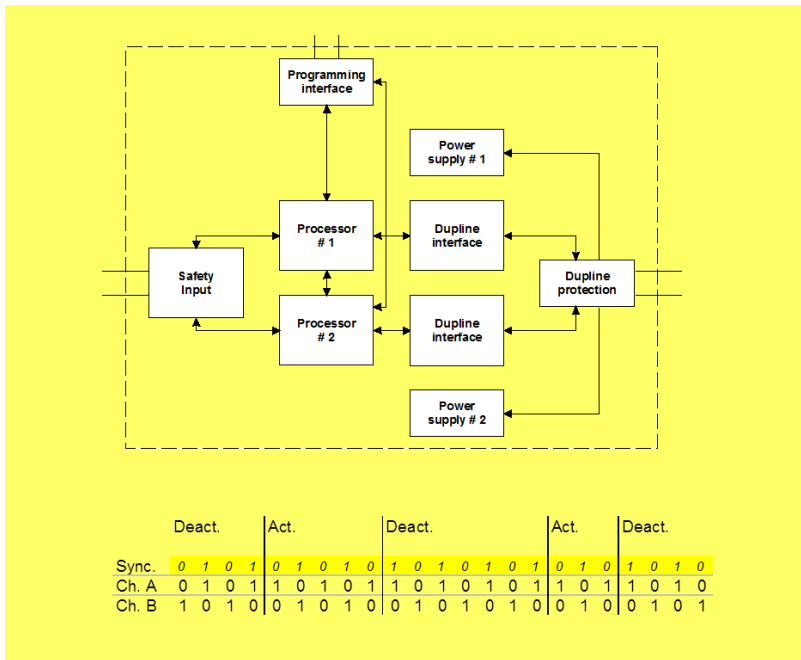 Programming
interface
Power
supply # 1
Processor
# 1
Dupline
interface
Safety
Input
Dupline
protection
Processor
# 2
Dupline
interface
Power
supply # 2
Deact. Act. Deact. Act. Deact.
Sync. 0 1 0 1 0 1 0 1 0 1 0 1 0 1 0 1 0 1 0 1 0 1 0
Ch. A 0 1 0 1 1 0 1 0 1 1 0 1 0 1 0 1 1 0 1 1 0 1 0
Ch. B 1 0 1 0 0 1 0 1 0 0 1 0 1 0 1 0 0 1 0 0 1 0 1